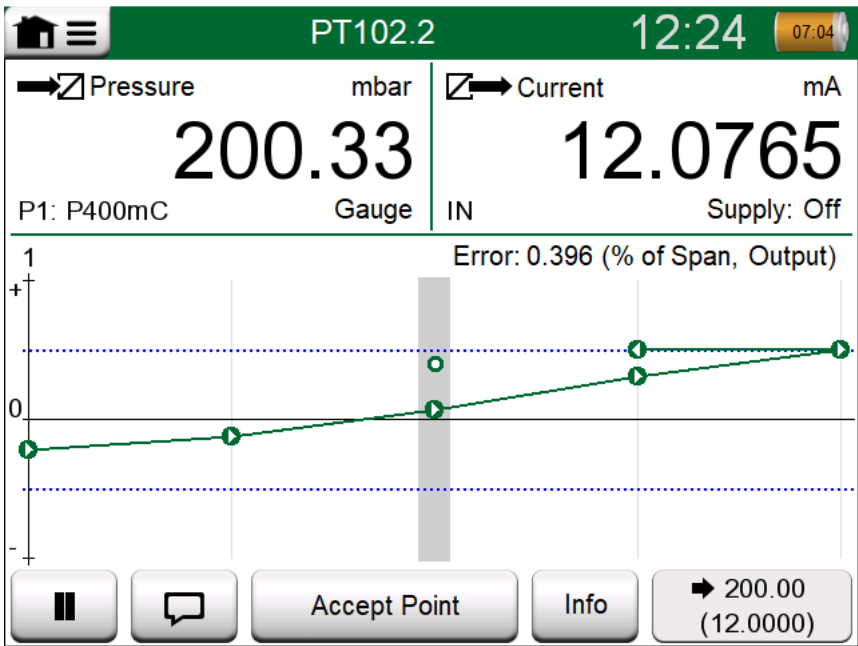 PT102.2 12:24 07:04
Pressure mbar
200.33
P1: P400mC Gauge
Current mA
12.0765
IN Supply: Off
Error: 0.396 (% of Span, Output)
1
+
0
-
Accept Point
Info
200.00
(12.0000)